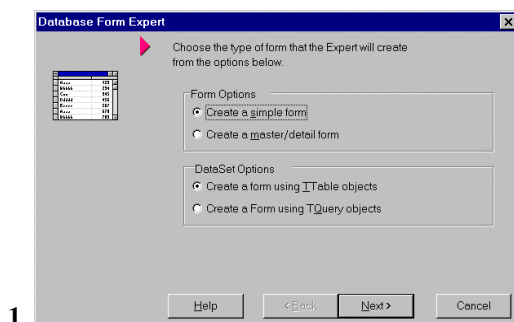 Database Form Expert
Choose the type of form that the Expert will create
from the options below.
Form Options
Create a simple form
Create a master/detail form
DataSet Options
Create a form using TTable objects
Create a Form using TQuery objects
Help
< Back
Next >
Cancel
1